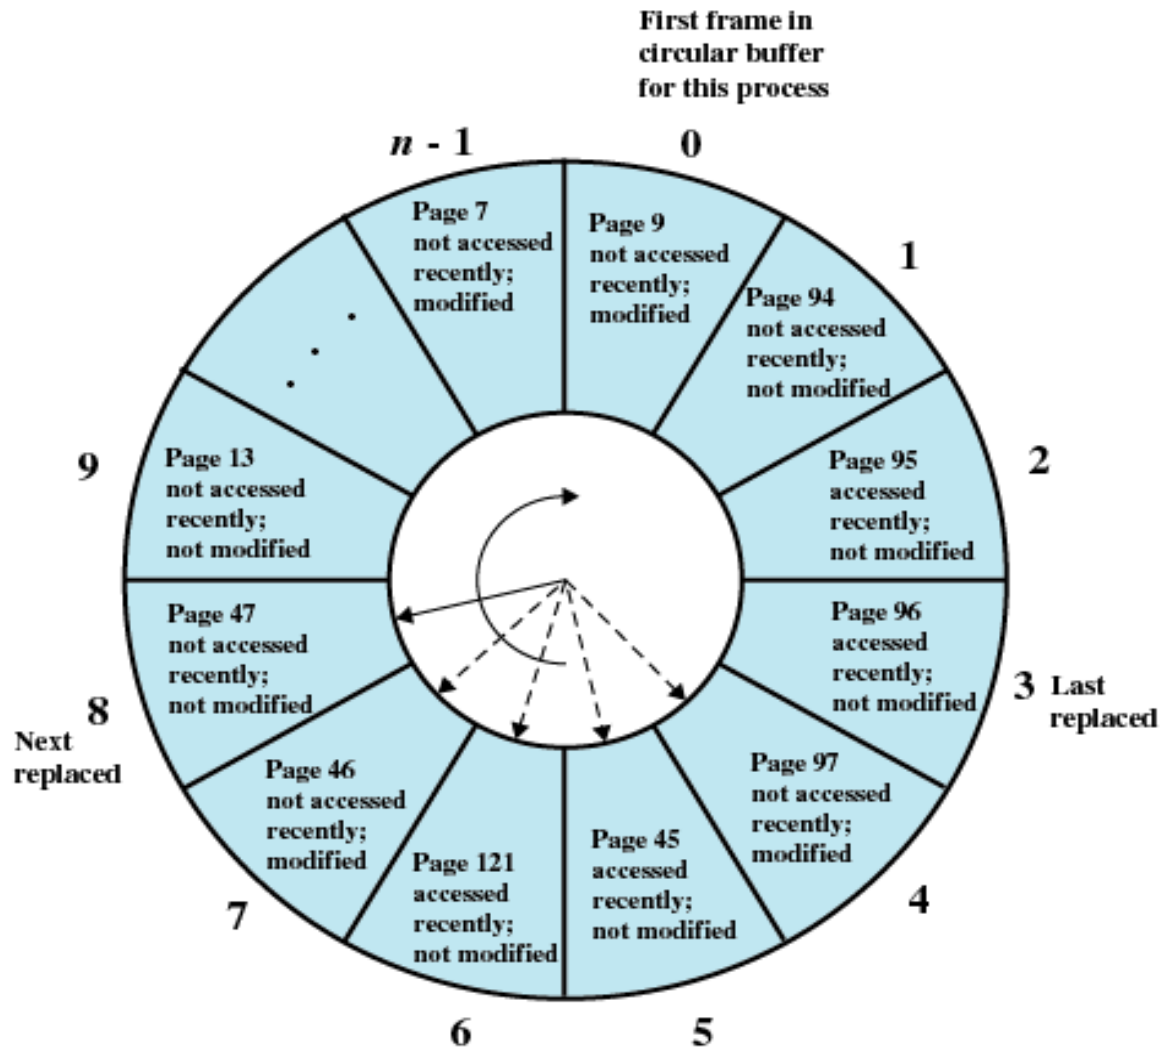 First frame in
circular buffer
for this process
n - 1
0
Page 7
not accessed
recently;
modified
Page 9
not accessed
recently;
modified
1
Page 94
not accessed
recently;
not modified
2
Page 95
accessed
recently;
not modified
9
Page 13
not accessed
recently;
not modified
Page 96
accessed
recently;
not modified
3 Last
replaced
Page 47
not accessed
recently;
not modified
8
Next
replaced
Page 97
not accessed
recently;
modified
4
Page 46
not accessed
recently;
modified
7
Page 121
accessed
recently;
not modified
6
Page 45
accessed
recently;
not modified
5